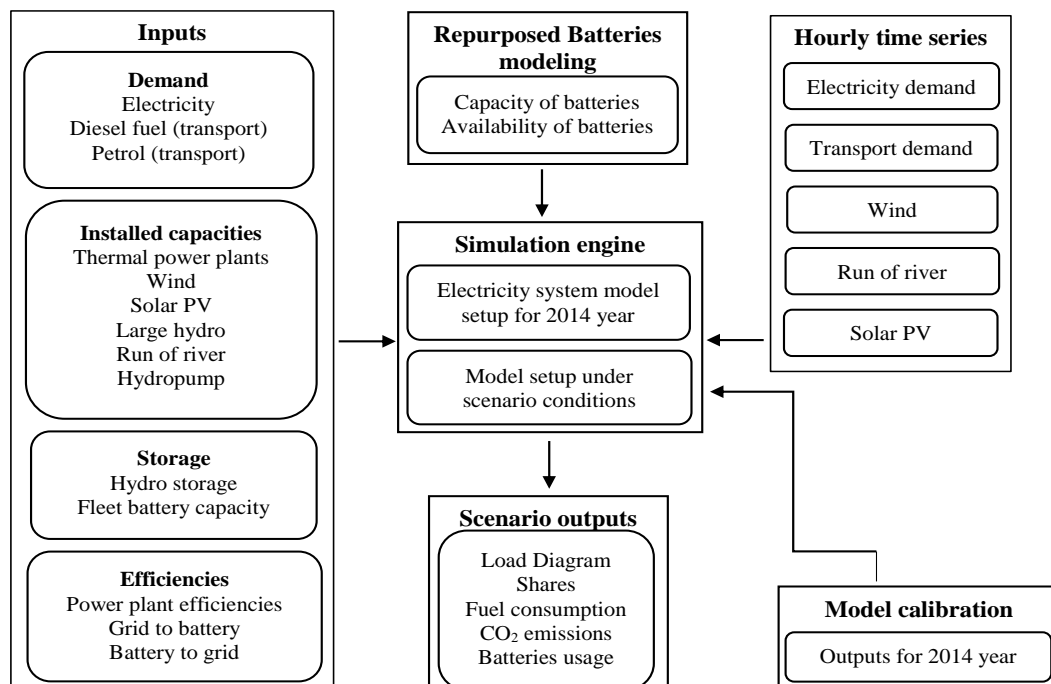 Inputs
Demand
Electricity
Diesel fuel (transport)
Petrol (transport)
Installed capacities
Thermal power plants
Wind
Solar PV
Large hydro
Run of river
Hydropump
Storage
Hydro storage
Fleet battery capacity
Efficiencies
Power plant efficiencies
Grid to battery
Battery to grid
Repurposed Batteries
modeling
Capacity of batteries
Availability of batteries
Simulation engine
Electricity system model
setup for 2014 year
Model setup under
scenario conditions
Scenario outputs
Load Diagram
Shares
Fuel consumption
CO₂ emissions
Batteries usage
Hourly time series
Electricity demand
Transport demand
Wind
Run of river
Solar PV
Model calibration
Outputs for 2014 year